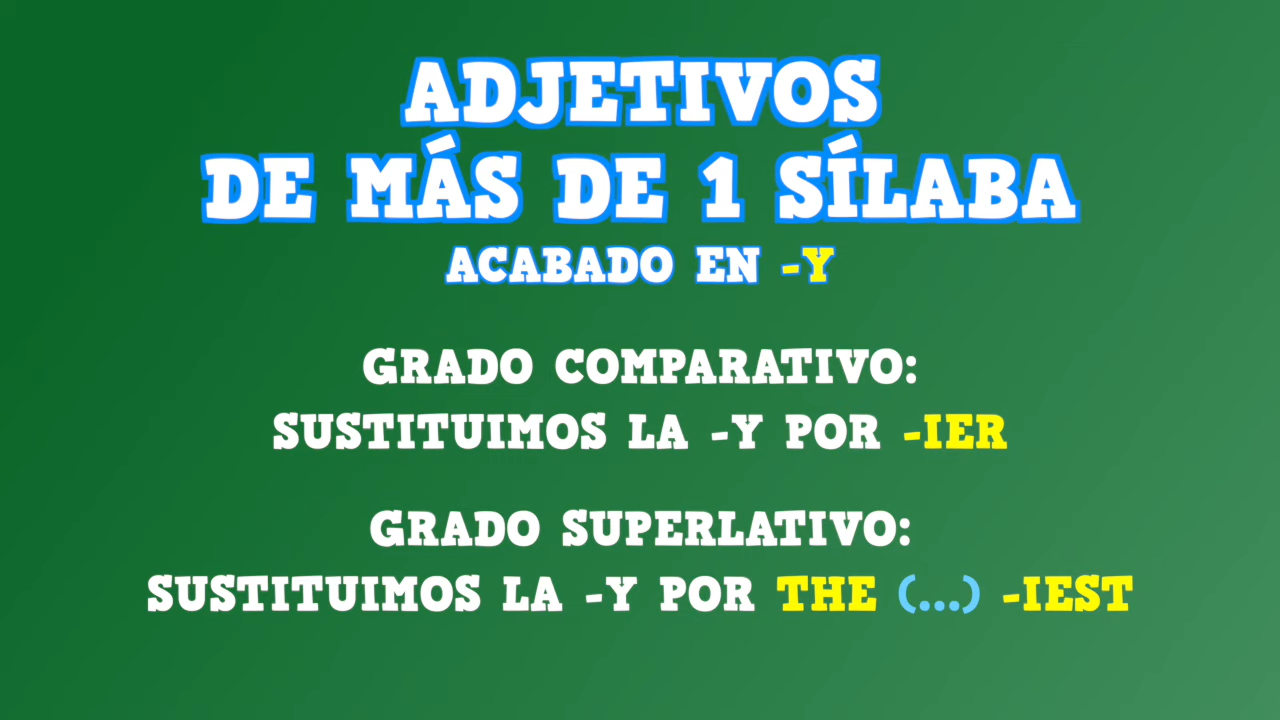 ADJETIVOS
DE MÁS DE 1 SÍLABA
ACABADO EN -Y
GRADO COMPARATIVO:
SUSTITUIMOS LA -Y POR -IER
GRADO SUPERLATIVO:
SUSTITUIMOS LA -Y POR THE (...) -IEST